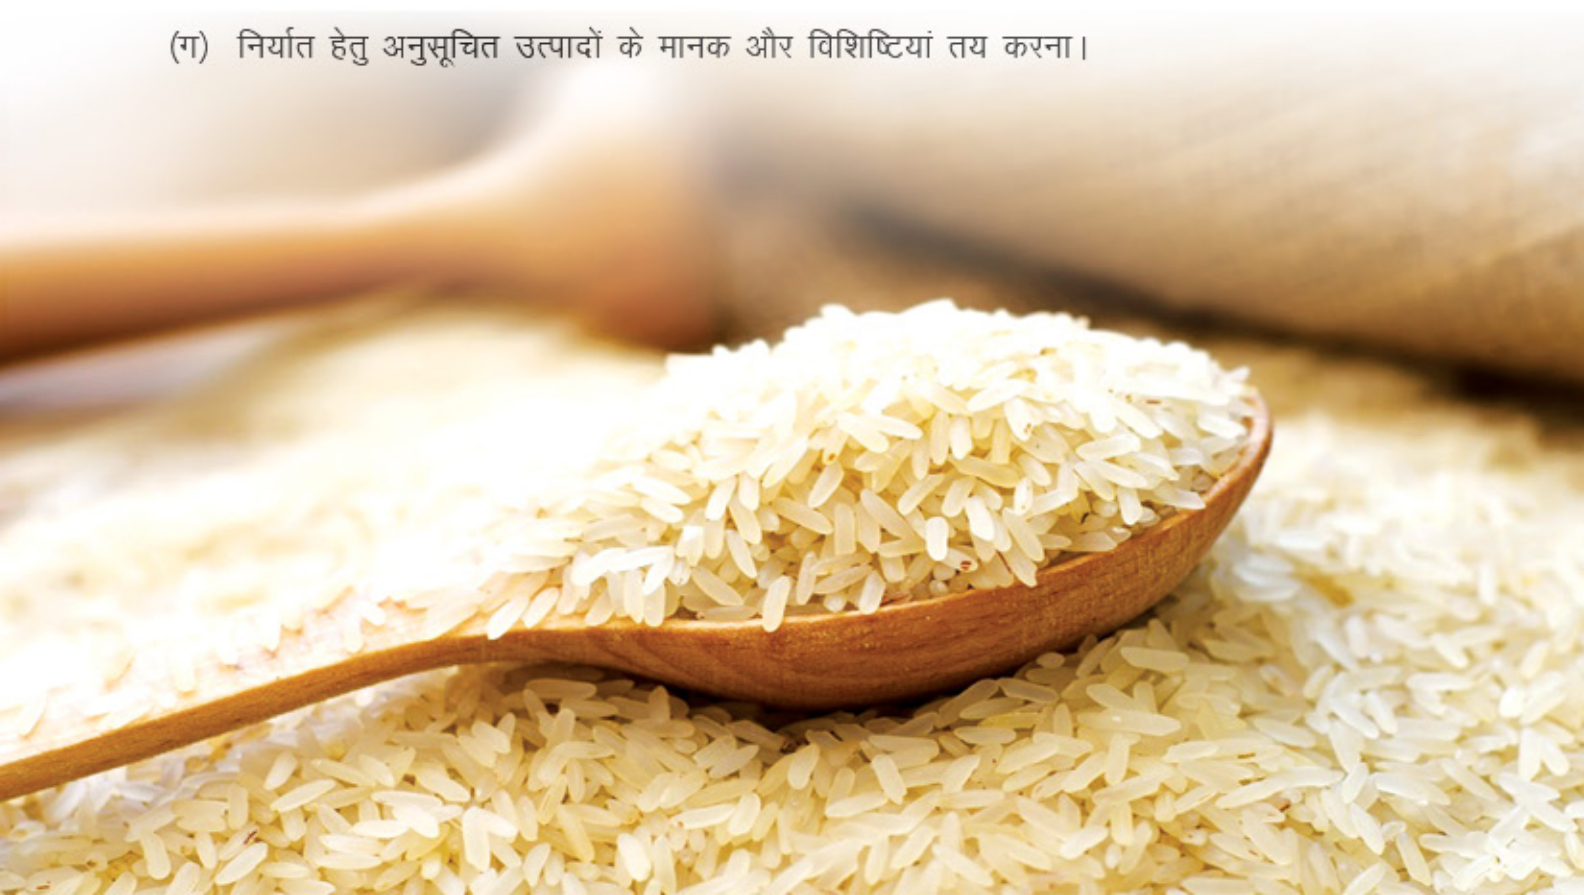 (ग) निर्यात हेतु अनुसूचित उत्पादों के मानक और विशिष्टियां तय करना।